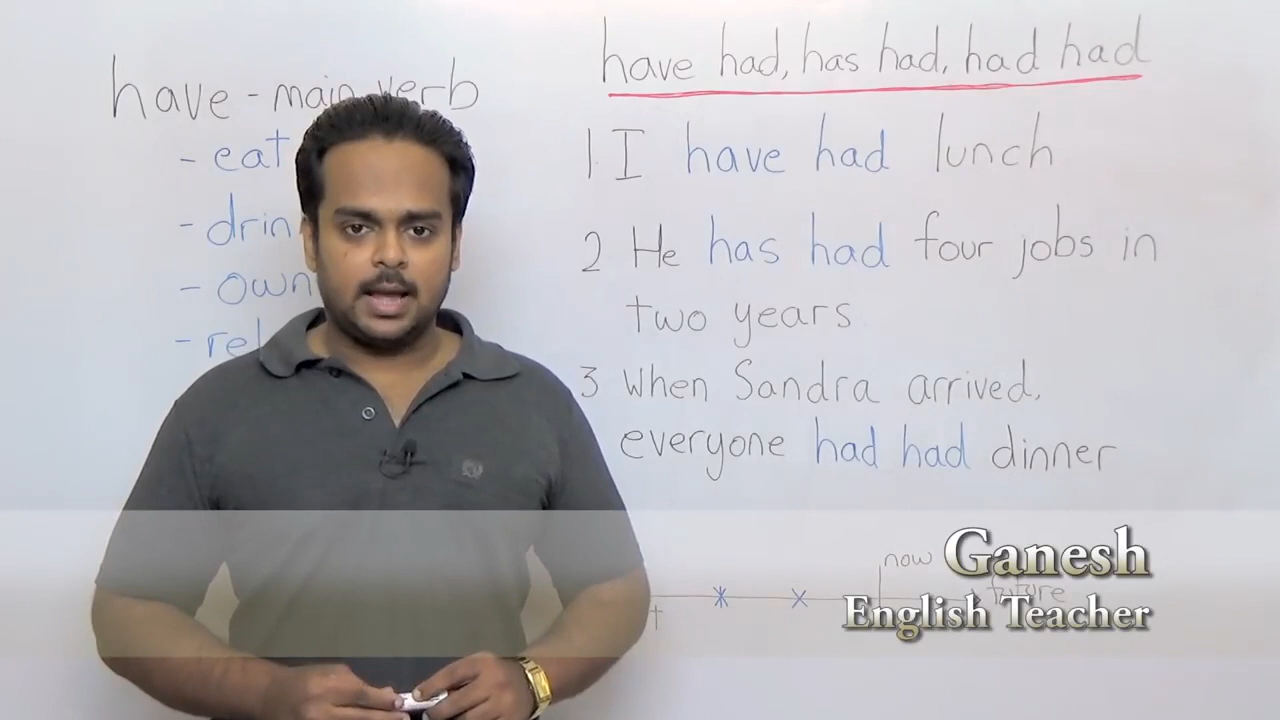 have - main verb
- eat
- drin
- own
- rel
have had, has had, had had
1 I have had lunch
2 He has had four jobs in
two years
3 When Sandra arrived,
everyone had had dinner
now
future
Ganesh
English Teacher